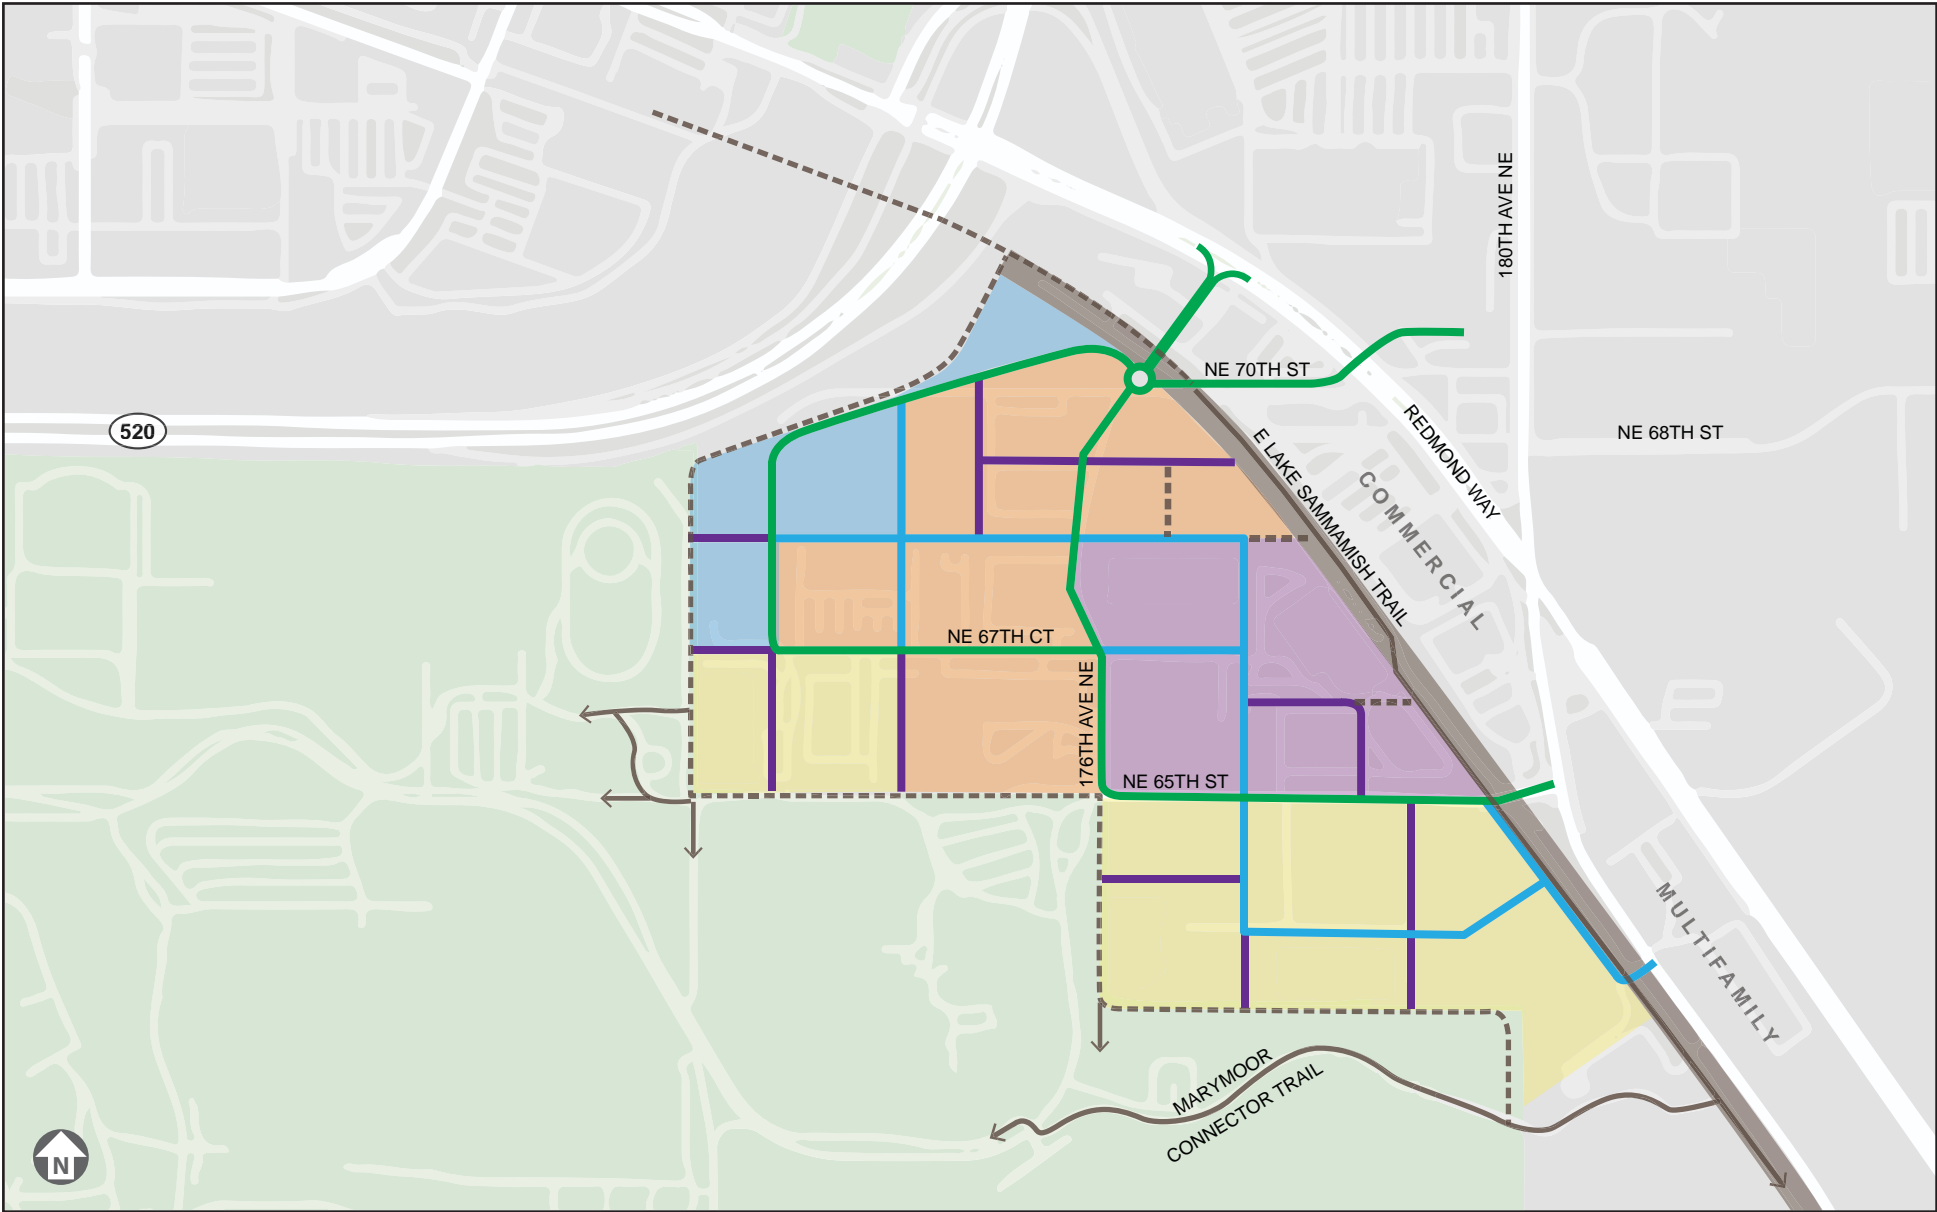 180TH AVE NE
NE 70TH ST
520
REDMOND WAY
NE 68TH ST
E LAKE SAMMAMISH TRAIL
COMMERCIAL
NE 67TH CT
176TH AVE NE
NE 65TH ST
MULTIFAMILY
MARYMOOR
CONNECTOR TRAIL
N